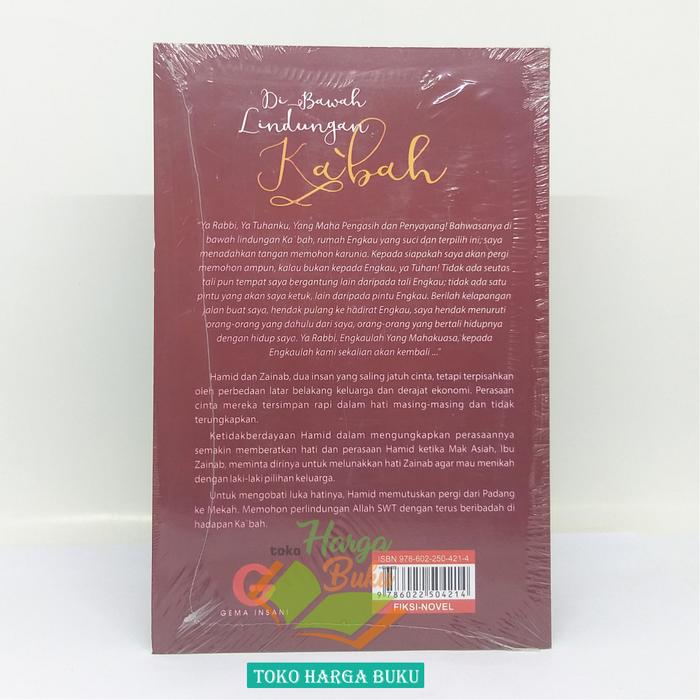 Di Bawah
Lindungan
Ka`bah
"Ya Rabbi, Ya Tuhanku, Yang Maha Pengasih dan Penyayang! Bahwasanya di
bawah lindungan Ka`bah, rumah Engkau yang suci dan terpilih ini, saya
menadahkan tangan memohon karunia. Kepada siapakah saya akan pergi
memohon ampun, kalau bukan kepada Engkau, ya Tuhan! Tidak ada seutas
tali pun tempat saya bergantung lain daripada tali Engkau; tidak ada satu
pintu yang akan saya ketuk, lain daripada pintu Engkau. Berilah kelapangan
jalan buat saya, hendak pulang ke hadirat Engkau, saya hendak menuruti
orang-orang yang dahulu dari saya, orang-orang yang bertali hidupnya
dengan hidup saya. Ya Rabbi, Engkaulah Yang Mahakuasa, kepada
Engkaulah kami sekalian akan kembali ..."
Hamid dan Zainab, dua insan yang saling jatuh cinta, tetapi terpisahkan
oleh perbedaan latar belakang keluarga dan derajat ekonomi. Perasaan
cinta mereka tersimpan rapi dalam hati masing-masing dan tidak
terungkapkan.
Ketidakberdayaan Hamid dalam mengungkapkan perasaannya
semakin memberatkan hati dan perasaan Hamid ketika Mak Asiah, Ibu
Zainab, meminta dirinya untuk melunakkan hati Zainab agar mau menikah
dengan laki-laki pilihan keluarga.
Untuk mengobati luka hatinya, Hamid memutuskan pergi dari Padang
ke Mekah. Memohon perlindungan Allah SWT dengan terus beribadah di
hadapan Ka`bah.
toko Harga
Buku
GEMA INSANI
ISBN 978-602-250-421-4
9 786022 504214
FIKSI-NOVEL
TOKO HARGA BUKU